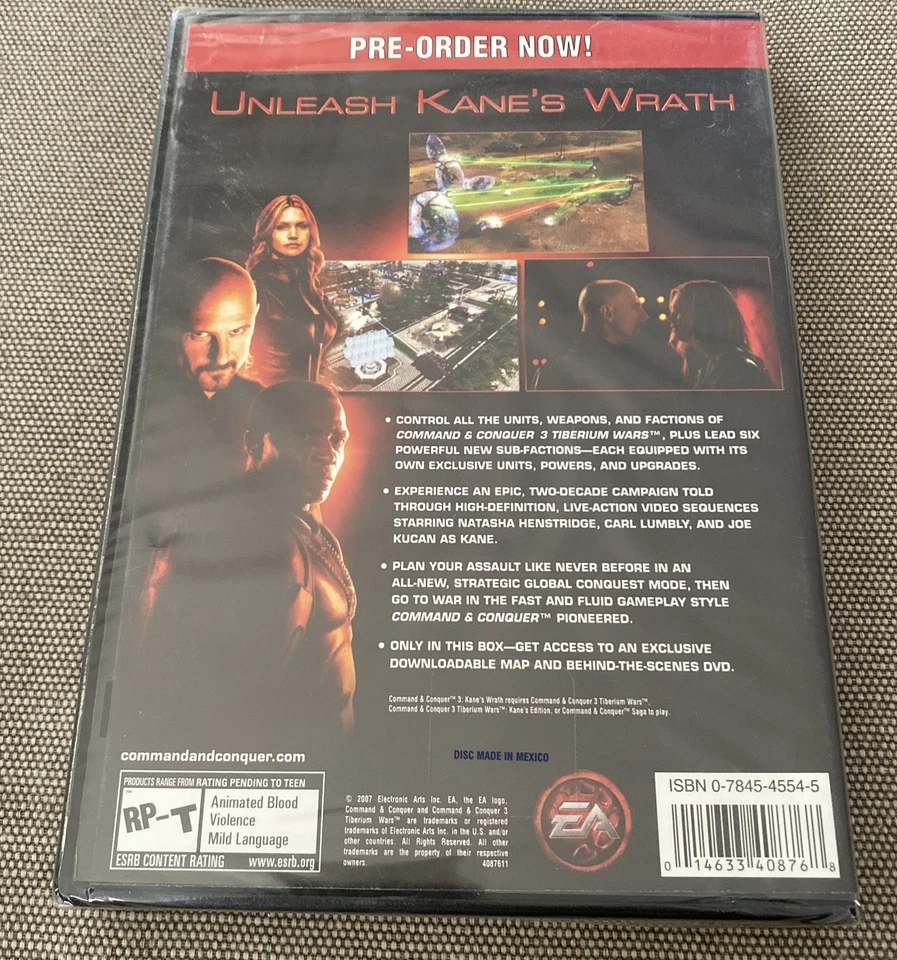 PRE-ORDER NOW!
UNLEASH KANE'S WRATH
• CONTROL ALL THE UNITS, WEAPONS, AND FACTIONS OF
COMMAND & CONQUER 3 TIBERIUM WARS™, PLUS LEAD SIX
POWERFUL NEW SUB-FACTIONS—EACH EQUIPPED WITH ITS
OWN EXCLUSIVE UNITS, POWERS, AND UPGRADES.
• EXPERIENCE AN EPIC, TWO-DECADE CAMPAIGN TOLD
THROUGH HIGH-DEFINITION, LIVE-ACTION VIDEO SEQUENCES
STARRING NATASHA HENSTRIDGE, CARL LUMBLY, AND JOE
KUCAN AS KANE.
• PLAN YOUR ASSAULT LIKE NEVER BEFORE IN AN
ALL-NEW, STRATEGIC GLOBAL CONQUEST MODE, THEN
GO TO WAR IN THE FAST AND FLUID GAMEPLAY STYLE
COMMAND & CONQUER™ PIONEERED.
• ONLY IN THIS BOX—GET ACCESS TO AN EXCLUSIVE
DOWNLOADABLE MAP AND BEHIND-THE-SCENES DVD.
Command & Conquer™ 3: Kane's Wrath requires Command & Conquer 3 Tiberium Wars™,
Command & Conquer 3 Tiberium Wars™: Kane's Edition, or Command & Conquer™ Saga to play.
commandandconquer.com
DISC MADE IN MEXICO
PRODUCTS RANGE FROM RATING PENDING TO TEEN
RP-T
™
Animated Blood
Violence
Mild Language
ESRB CONTENT RATING www.esrb.org
© 2007 Electronic Arts Inc. EA, the EA logo,
Command & Conquer and Command & Conquer 3
Tiberium Wars™ are trademarks or registered
trademarks of Electronic Arts Inc. in the U.S. and/or
other countries. All Rights Reserved. All other
trademarks are the property of their respective
owners. 4087611
EA
ISBN 0-7845-4554-5
0 14633 40876 8